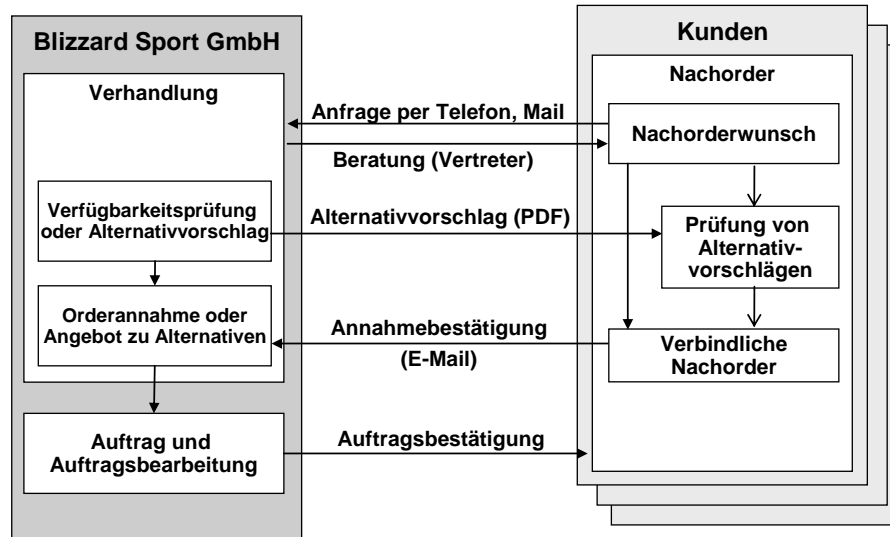 Blizzard Sport GmbH
Verhandlung
Verfügbarkeitsprüfung
oder Alternativvorschlag
Orderannahme oder
Angebot zu Alternativen
Auftrag und
Auftragsbearbeitung
Anfrage per Telefon, Mail
Beratung (Vertreter)
Alternativvorschlag (PDF)
Annahmebestätigung
(E-Mail)
Auftragsbestätigung
Kunden
Nachorder
Nachorderwunsch
Prüfung von
Alternativ-
vorschlägen
Verbindliche
Nachorder